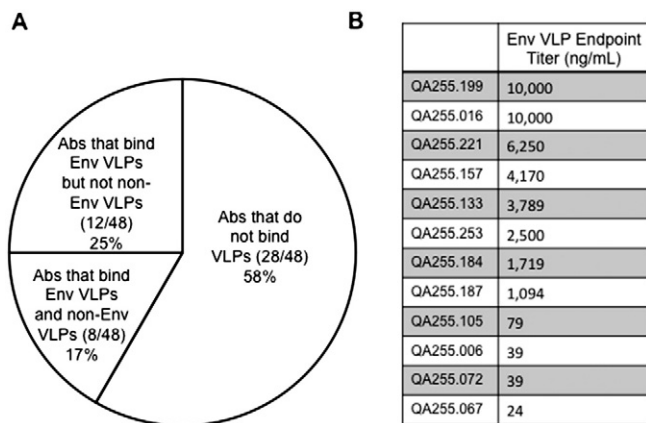 A
Abs that bind
Env VLPs
but not non-
Env VLPs
(12/48)
25%
Abs that do
not bind
VLPs (28/48)
58%
Abs that bind
Env VLPs
and non-Env
VLPs (8/48)
17%
B
Env VLP Endpoint
Titer (ng/mL)
QA255.199 10,000
QA255.016 10,000
QA255.221 6,250
QA255.157 4,170
QA255.133 3,789
QA255.253 2,500
QA255.184 1,719
QA255.187 1,094
QA255.105 79
QA255.006 39
QA255.072 39
QA255.067 24